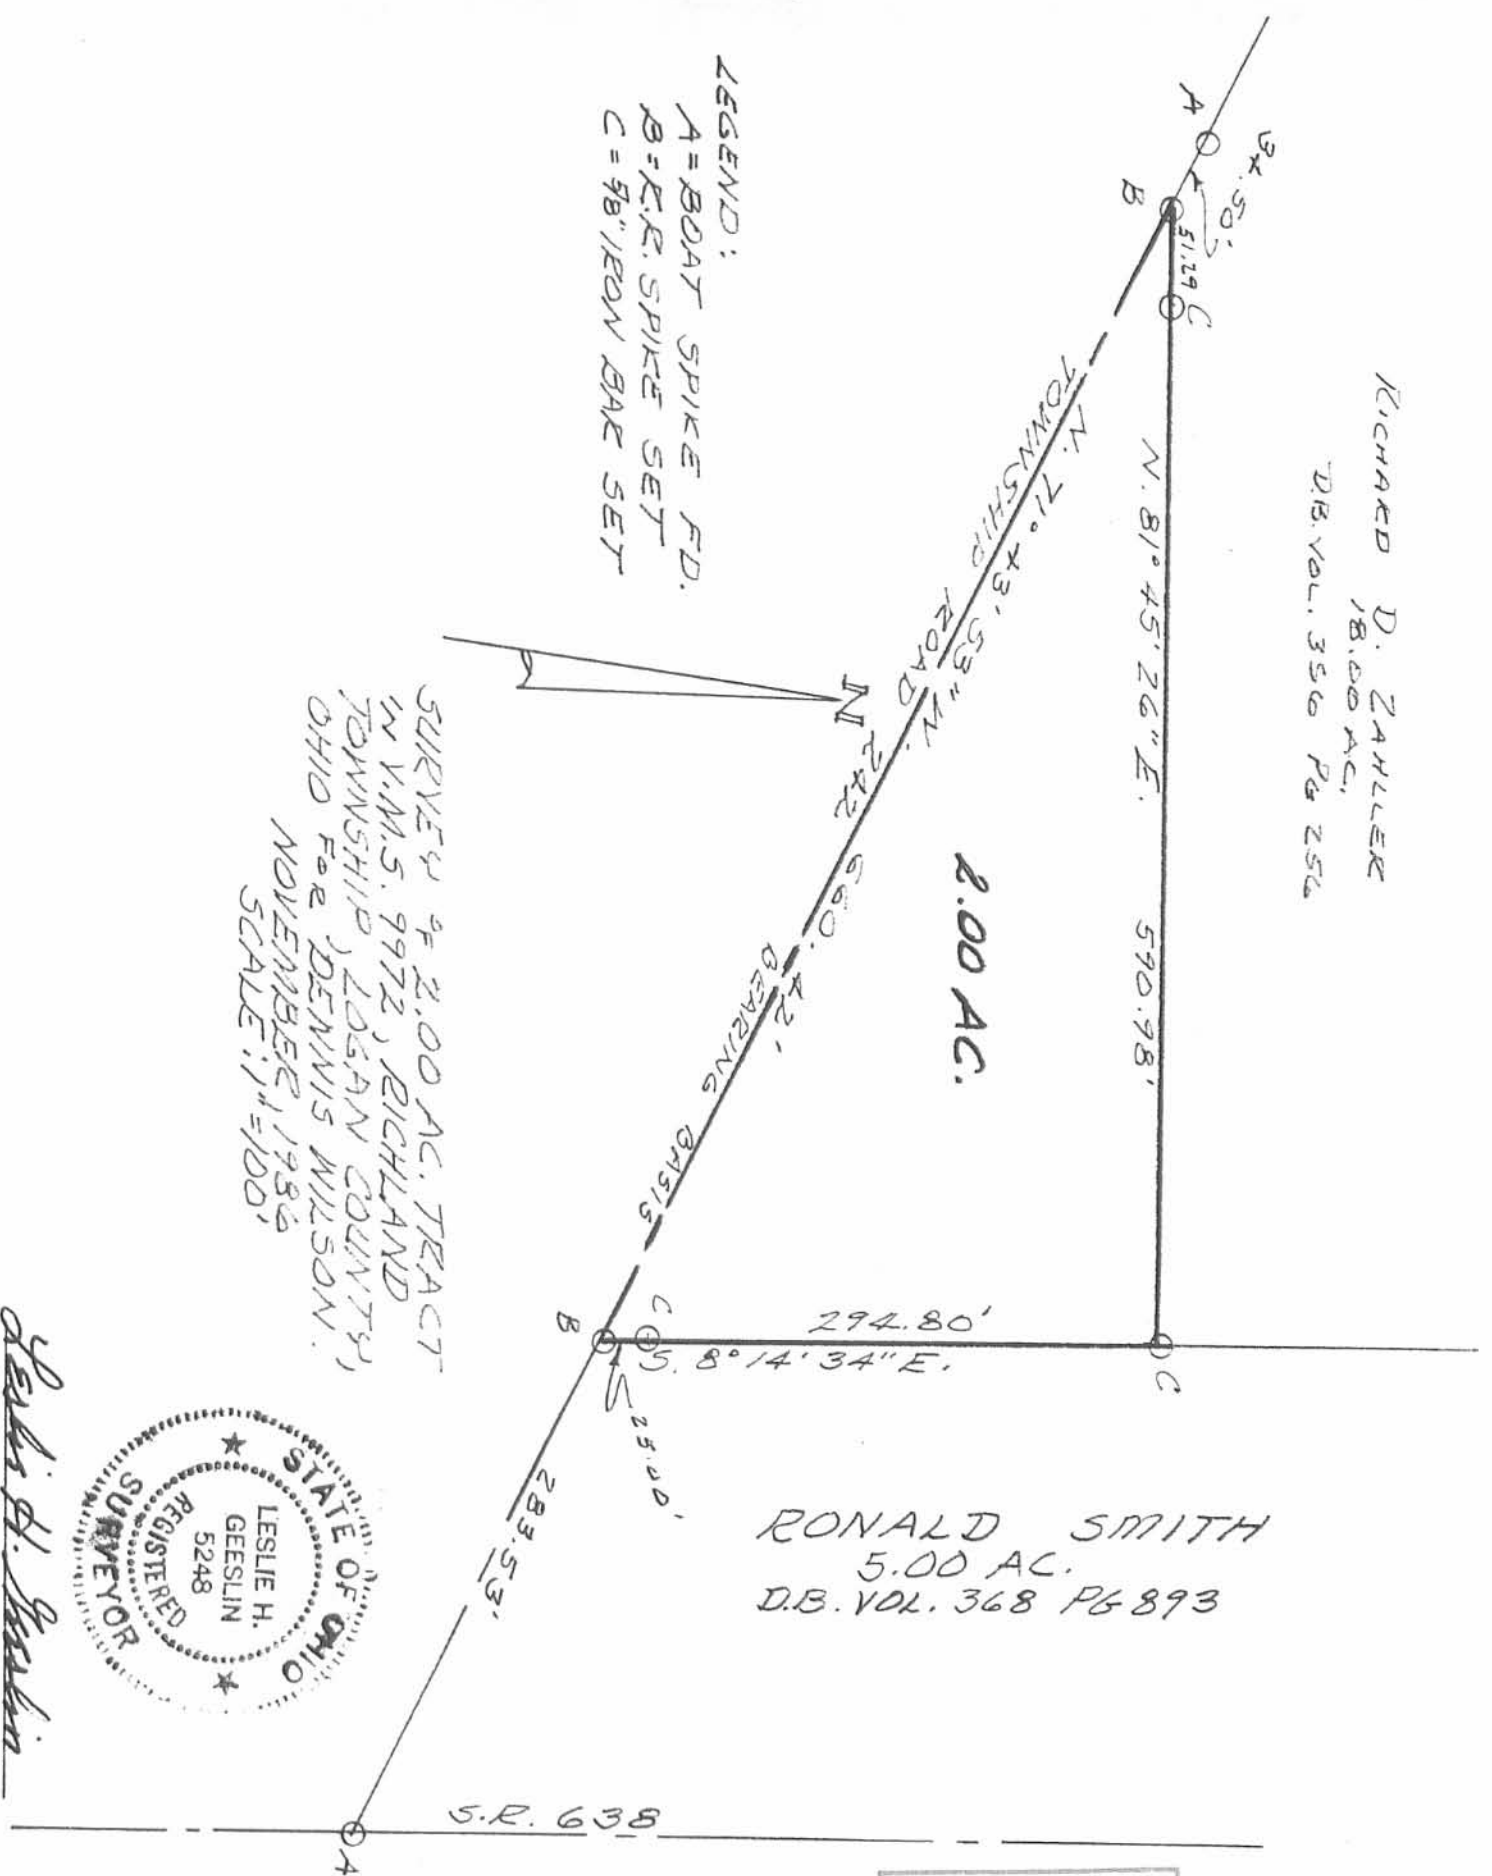 RICHARD D. ZAHLLER
18.00 AC.
D.B. VOL. 356 PG 256
A
34.50'
B
51.29
C
N. 81° 45' 26" E. 590.98'
C
N. 71° 43' 53" W. 660.42'
TOWNSHIP ROAD 242
BEARING BASIS
2.00 AC.
294.80'
S. 8° 14' 34" E.
C
B
25.00'
283.53'
RONALD SMITH
5.00 AC.
D.B. VOL. 368 PG 893
S.R. 638
A
N
LEGEND:
A = BOAT SPIKE FD.
B = R.R. SPIKE SET
C = 5/8" IRON BAR SET
SURVEY OF 2.00 AC. TRACT
IN V.M.S. 9972, RICHLAND
TOWNSHIP, LOGAN COUNTY,
OHIO FOR DENNIS WILSON.
NOVEMBER, 1986
SCALE: 1" = 100'
STATE OF OHIO
LESLIE H.
GEESLIN
5248
REGISTERED
SURVEYOR
Leslie H. Geeslin